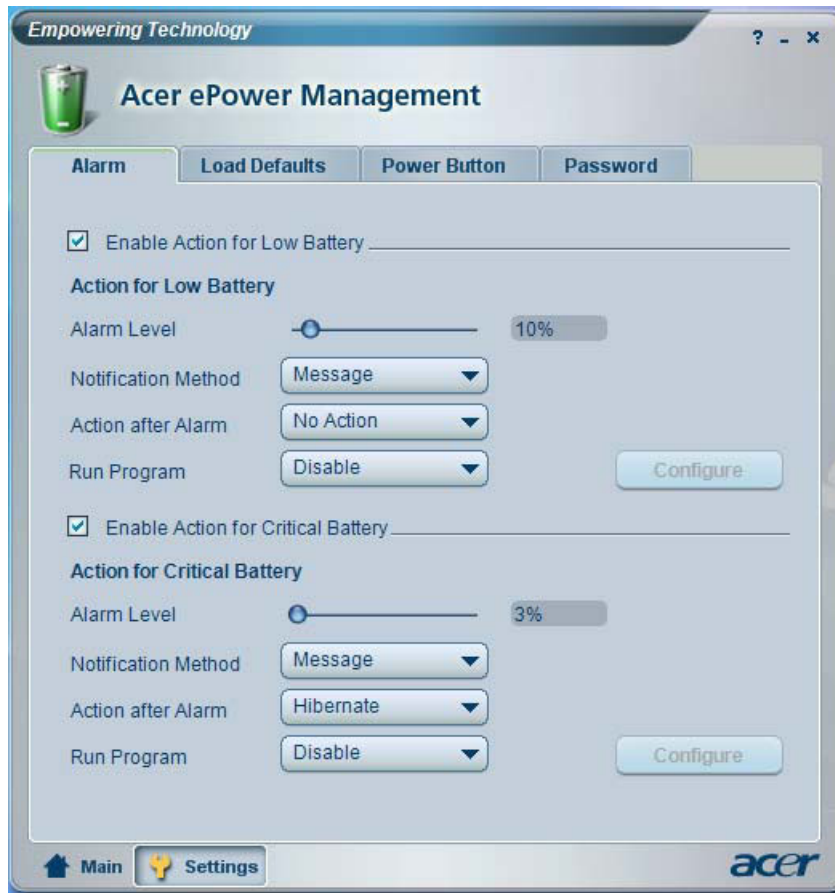 Empowering Technology
? - ×
Acer ePower Management
Alarm Load Defaults Power Button Password
Enable Action for Low Battery
Action for Low Battery
Alarm Level 10%
Notification Method Message
Action after Alarm No Action
Run Program Disable Configure
Enable Action for Critical Battery
Action for Critical Battery
Alarm Level 3%
Notification Method Message
Action after Alarm Hibernate
Run Program Disable Configure
Main Settings acer